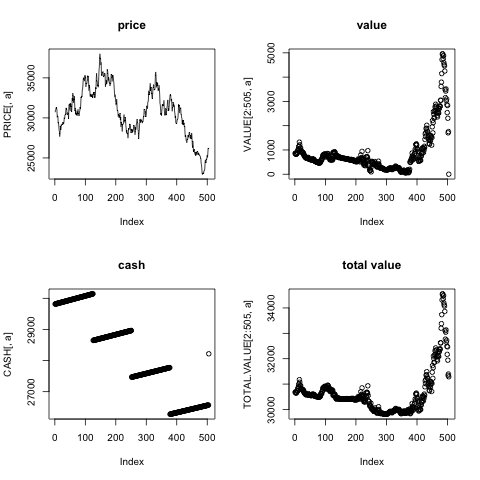 price
PRICE[, a]
25000 30000 35000
0 100 200 300 400 500
Index
value
VALUE[2:505, a]
0 1000 3000 5000
0 100 200 300 400 500
Index
cash
CASH[, a]
27000 29000
0 100 200 300 400 500
Index
total value
TOTAL.VALUE[2:505, a]
30000 32000 34000
0 100 200 300 400 500
Index